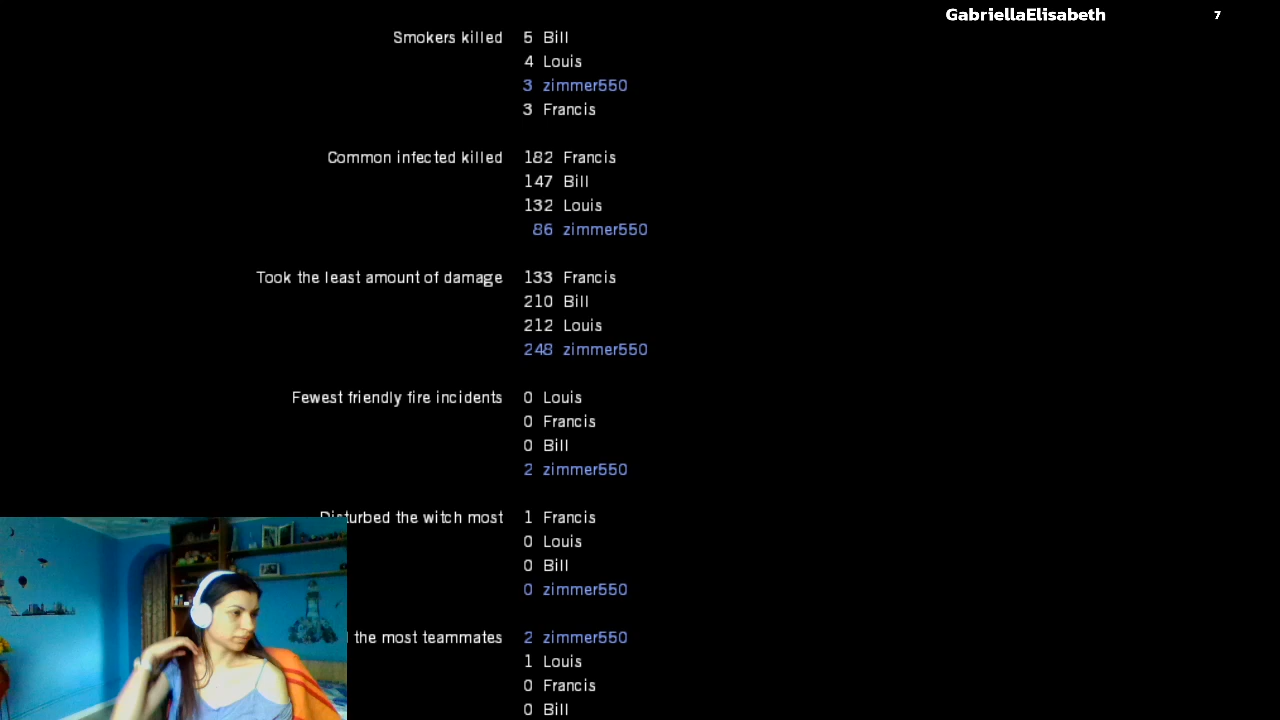 GabriellaElisabeth 7
Smokers killed 5 Bill
4 Louis
3 zimmer550
3 Francis
Common infected killed 182 Francis
147 Bill
132 Louis
86 zimmer550
Took the least amount of damage 133 Francis
210 Bill
212 Louis
248 zimmer550
Fewest friendly fire incidents 0 Louis
0 Francis
0 Bill
2 zimmer550
Disturbed the witch most 1 Francis
0 Louis
0 Bill
0 zimmer550
the most teammates 2 zimmer550
1 Louis
0 Francis
0 Bill